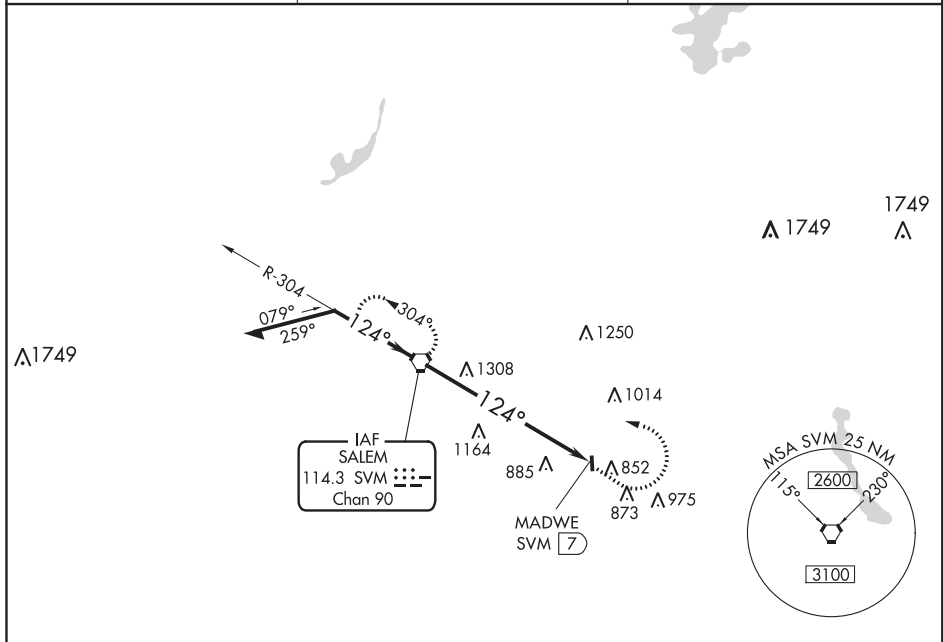 1749
1749
R-304
304°
079°
259°
124°
1250
1749
1308
1014
124°
IAF
SALEM
114.3 SVM
Chan 90
1164
885
852
873
975
MADWE
SVM 7
MSA SVM 25 NM
2600
115°
230°
3100